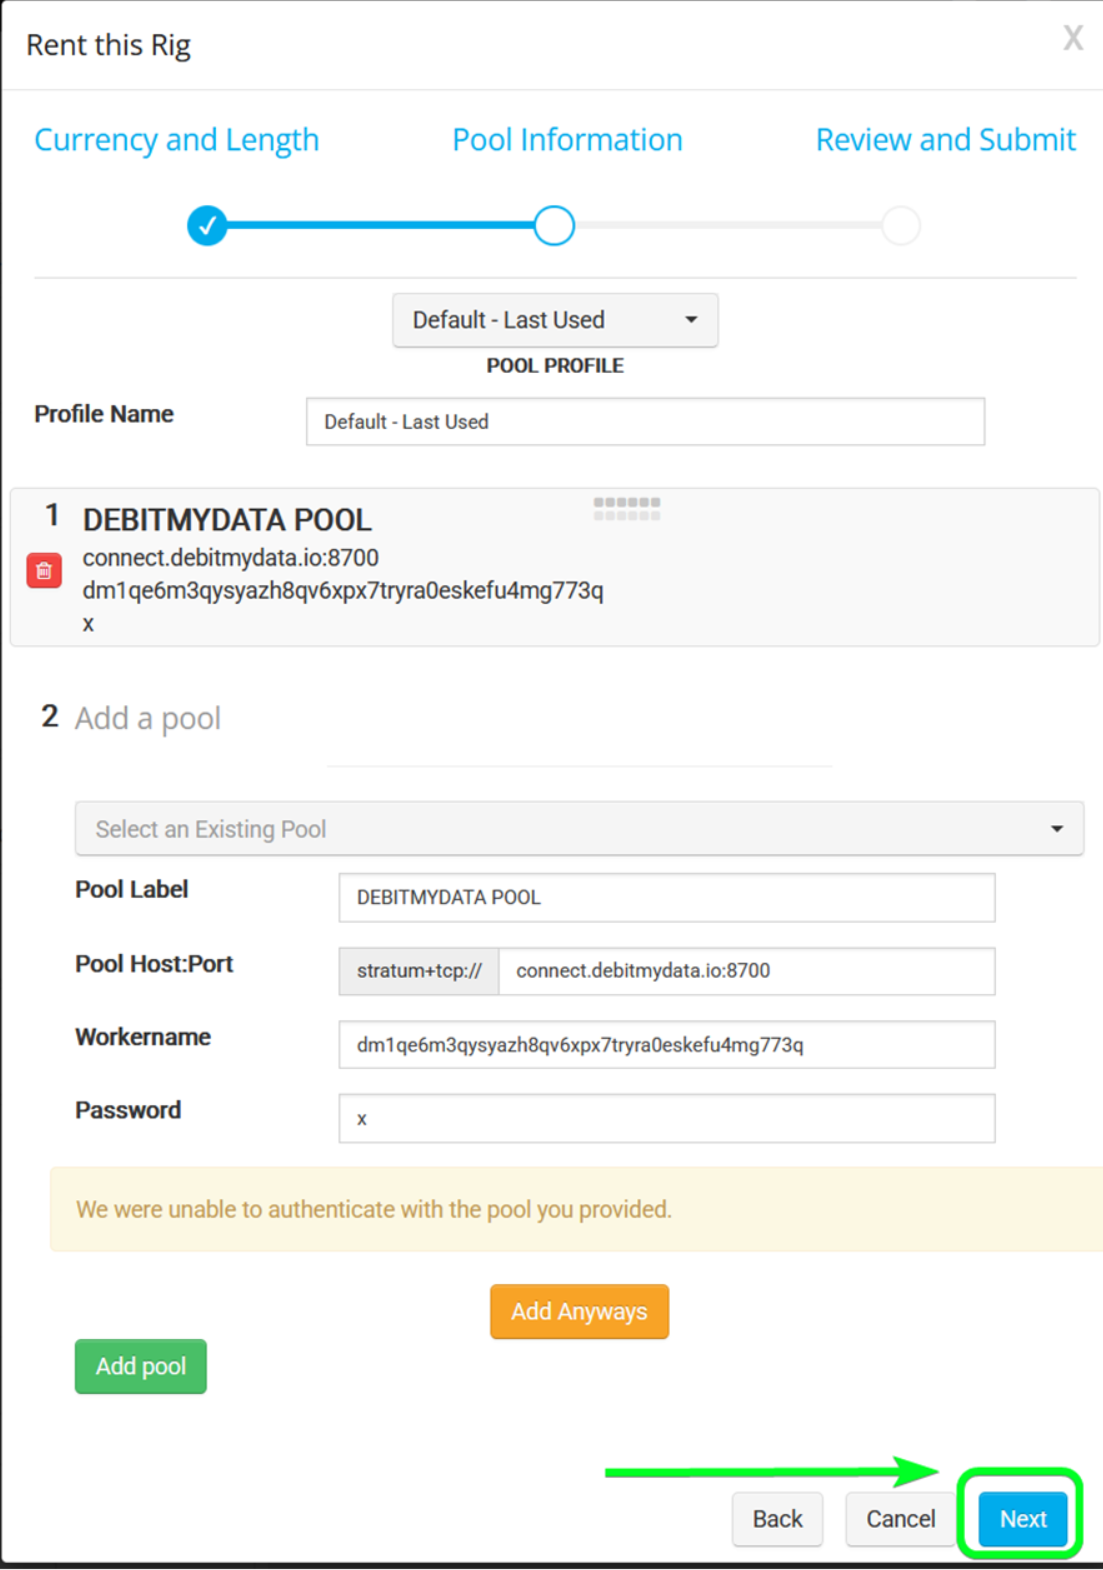 Rent this Rig
X
Currency and Length
Pool Information
Review and Submit
Default - Last Used
POOL PROFILE
Profile Name
Default - Last Used
1 DEBITMYDATA POOL
connect.debitmydata.io:8700
dm1qe6m3qysyazh8qv6xpx7tryra0eskefu4mg773q
x
2 Add a pool
Select an Existing Pool
Pool Label
DEBITMYDATA POOL
Pool Host:Port
stratum+tcp://
connect.debitmydata.io:8700
Workername
dm1qe6m3qysyazh8qv6xpx7tryra0eskefu4mg773q
Password
x
We were unable to authenticate with the pool you provided.
Add Anyways
Add pool
Back
Cancel
Next